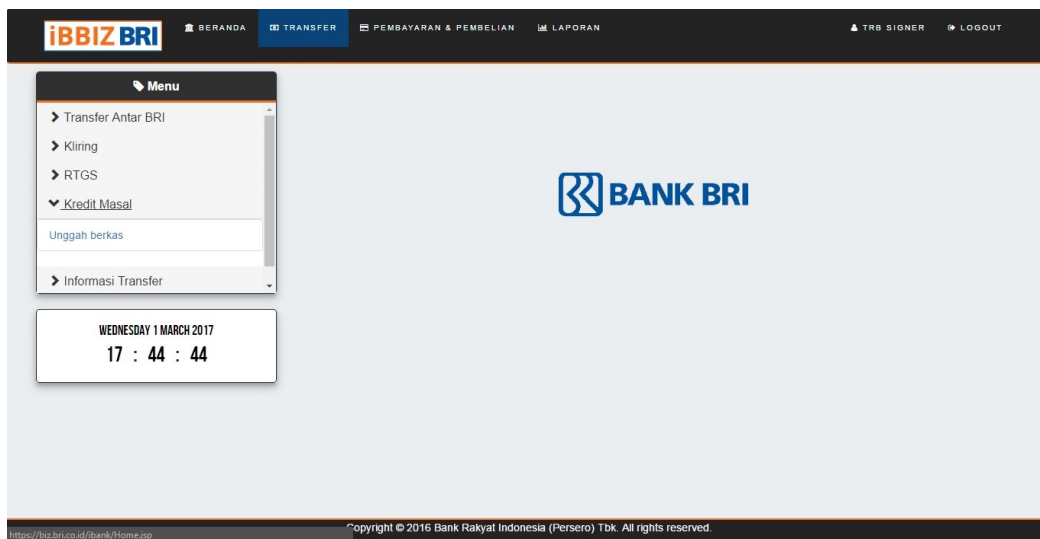 iBBIZ BRI
BERANDA
TRANSFER
PEMBAYARAN & PEMBELIAN
LAPORAN
TRB SIGNER
LOGOUT
Menu
Transfer Antar BRI
Kliring
RTGS
Kredit Masal
Unggah berkas
Informasi Transfer
BANK BRI
WEDNESDAY 1 MARCH 2017
17 : 44 : 44
Copyright © 2016 Bank Rakyat Indonesia (Persero) Tbk. All rights reserved.
https://biz.bri.co.id/ibank/Home.jsp